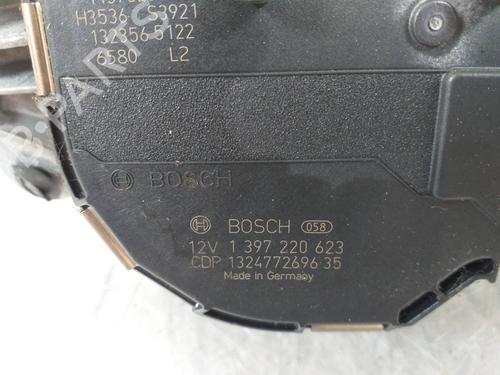 H3536 S3921
132356 5122
6580 L2
BOSCH
BOSCH 058
12V 1 397 220 623
CDP 1324772696 35
Made in Germany